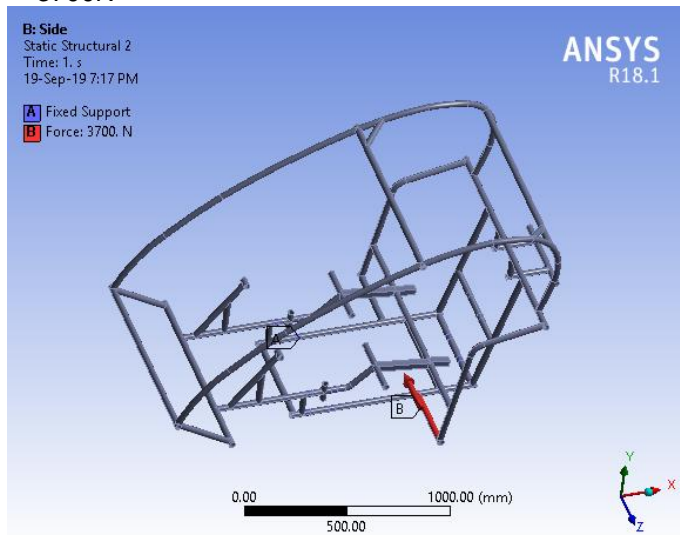 B: Side
Static Structural 2
Time: 1. s
19-Sep-19 7:17 PM
A Fixed Support
B Force: 3700. N
ANSYS
R18.1
A
B
0.00 1000.00 (mm)
500.00
Y
X
Z